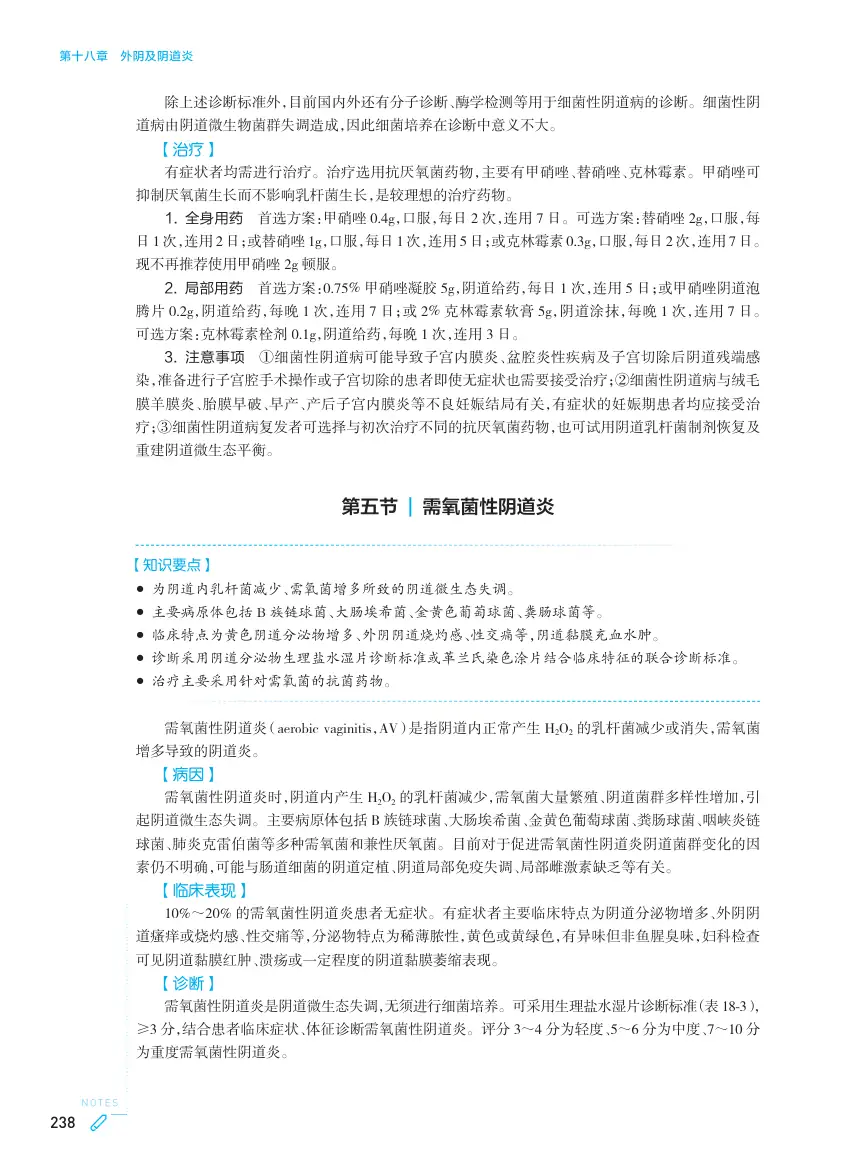 第十八章 外阴及阴道炎
除上述诊断标准外,目前国内外还有分子诊断、酶学检测等用于细菌性阴道病的诊断。细菌性阴
道病由阴道微生物菌群失调造成,因此细菌培养在诊断中意义不大。
【治疗】
有症状者均需进行治疗。治疗选用抗厌氧菌药物,主要有甲硝唑、替硝唑、克林霉素。甲硝唑可
抑制厌氧菌生长而不影响乳杆菌生长,是较理想的治疗药物。
1. 全身用药 首选方案:甲硝唑 0.4g,口服,每日 2 次,连用 7 日。可选方案:替硝唑 2g,口服,每
日 1 次,连用 2 日;或替硝唑 1g,口服,每日 1 次,连用 5 日;或克林霉素 0.3g,口服,每日 2 次,连用 7 日。
现不再推荐使用甲硝唑 2g 顿服。
2. 局部用药 首选方案:0.75% 甲硝唑凝胶 5g,阴道给药,每日 1 次,连用 5 日;或甲硝唑阴道泡
腾片 0.2g,阴道给药,每晚 1 次,连用 7 日;或 2% 克林霉素软膏 5g,阴道涂抹,每晚 1 次,连用 7 日。
可选方案:克林霉素栓剂 0.1g,阴道给药,每晚 1 次,连用 3 日。
3. 注意事项 ①细菌性阴道病可能导致子宫内膜炎、盆腔炎性疾病及子宫切除后阴道残端感
染,准备进行子宫腔手术操作或子宫切除的患者即使无症状也需要接受治疗;②细菌性阴道病与绒毛
膜羊膜炎、胎膜早破、早产、产后子宫内膜炎等不良妊娠结局有关,有症状的妊娠期患者均应接受治
疗;③细菌性阴道病复发者可选择与初次治疗不同的抗厌氧菌药物,也可试用阴道乳杆菌制剂恢复及
重建阴道微生态平衡。
第五节 | 需氧菌性阴道炎
【知识要点】
● 为阴道内乳杆菌减少、需氧菌增多所致的阴道微生态失调。
● 主要病原体包括 B 族链球菌、大肠埃希菌、金黄色葡萄球菌、粪肠球菌等。
● 临床特点为黄色阴道分泌物增多、外阴阴道烧灼感、性交痛等,阴道黏膜充血水肿。
● 诊断采用阴道分泌物生理盐水湿片诊断标准或革兰氏染色涂片结合临床特征的联合诊断标准。
● 治疗主要采用针对需氧菌的抗菌药物。
需氧菌性阴道炎(aerobic vaginitis,AV)是指阴道内正常产生 H₂O₂ 的乳杆菌减少或消失,需氧菌
增多导致的阴道炎。
【病因】
需氧菌性阴道炎时,阴道内产生 H₂O₂ 的乳杆菌减少,需氧菌大量繁殖、阴道菌群多样性增加,引
起阴道微生态失调。主要病原体包括 B 族链球菌、大肠埃希菌、金黄色葡萄球菌、粪肠球菌、咽峡炎链
球菌、肺炎克雷伯菌等多种需氧菌和兼性厌氧菌。目前对于促进需氧菌性阴道炎阴道菌群变化的因
素仍不明确,可能与肠道细菌的阴道定植、阴道局部免疫失调、局部雌激素缺乏等有关。
【临床表现】
10%～20% 的需氧菌性阴道炎患者无症状。有症状者主要临床特点为阴道分泌物增多、外阴阴
道瘙痒或烧灼感、性交痛等,分泌物特点为稀薄脓性,黄色或黄绿色,有异味但非鱼腥臭味,妇科检查
可见阴道黏膜红肿、溃疡或一定程度的阴道黏膜萎缩表现。
【诊断】
需氧菌性阴道炎是阴道微生态失调,无须进行细菌培养。可采用生理盐水湿片诊断标准(表 18-3),
≥3 分,结合患者临床症状、体征诊断需氧菌性阴道炎。评分 3～4 分为轻度、5～6 分为中度、7～10 分
为重度需氧菌性阴道炎。
NOTES
238